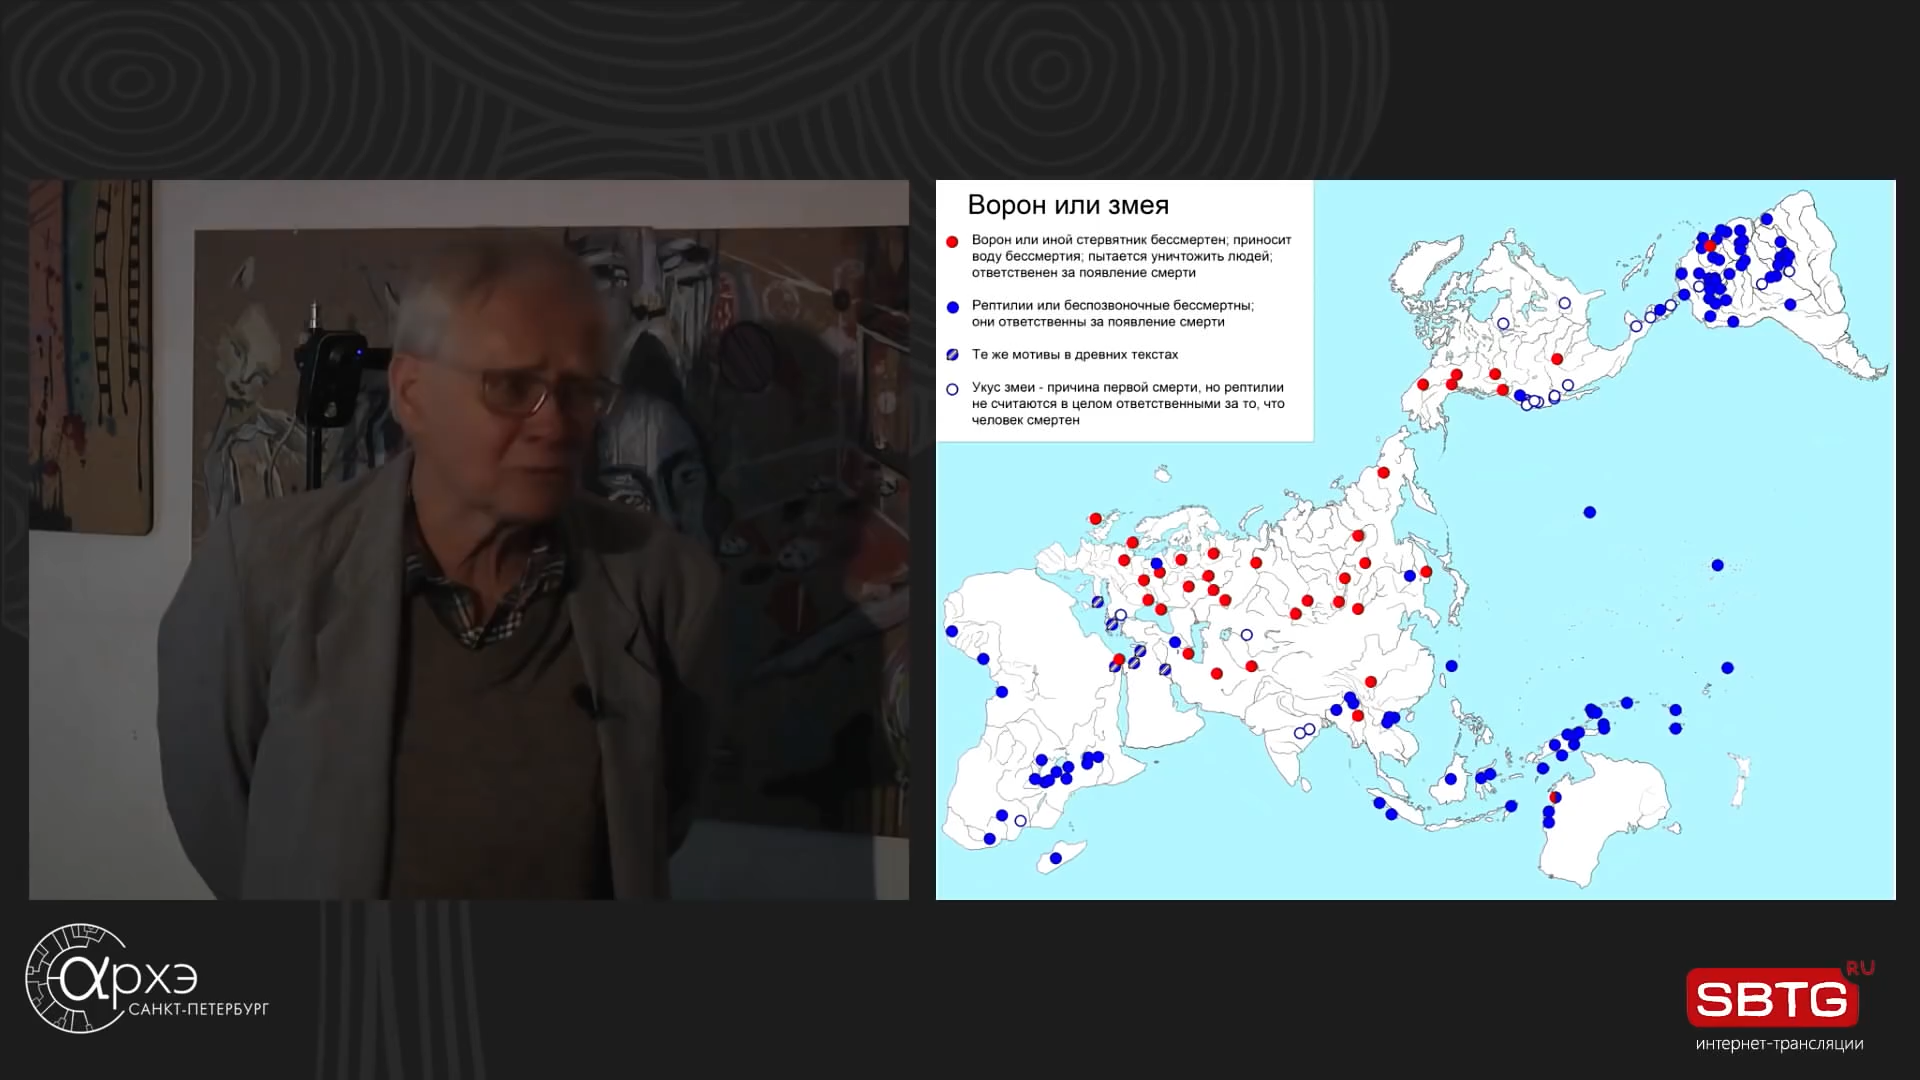 Ворон или змея
Ворон или иной стервятник бессмертен; приносит
воду бессмертия; пытается уничтожить людей;
ответственен за появление смерти
Рептилии или беспозвоночные бессмертны;
они ответственны за появление смерти
Те же мотивы в древних текстах
Укус змеи - причина первой смерти, но рептилии
не считаются в целом ответственными за то, что
человек смертен
αрхэ
САНКТ-ПЕТЕРБУРГ
RU
SBTG
интернет-трансляции